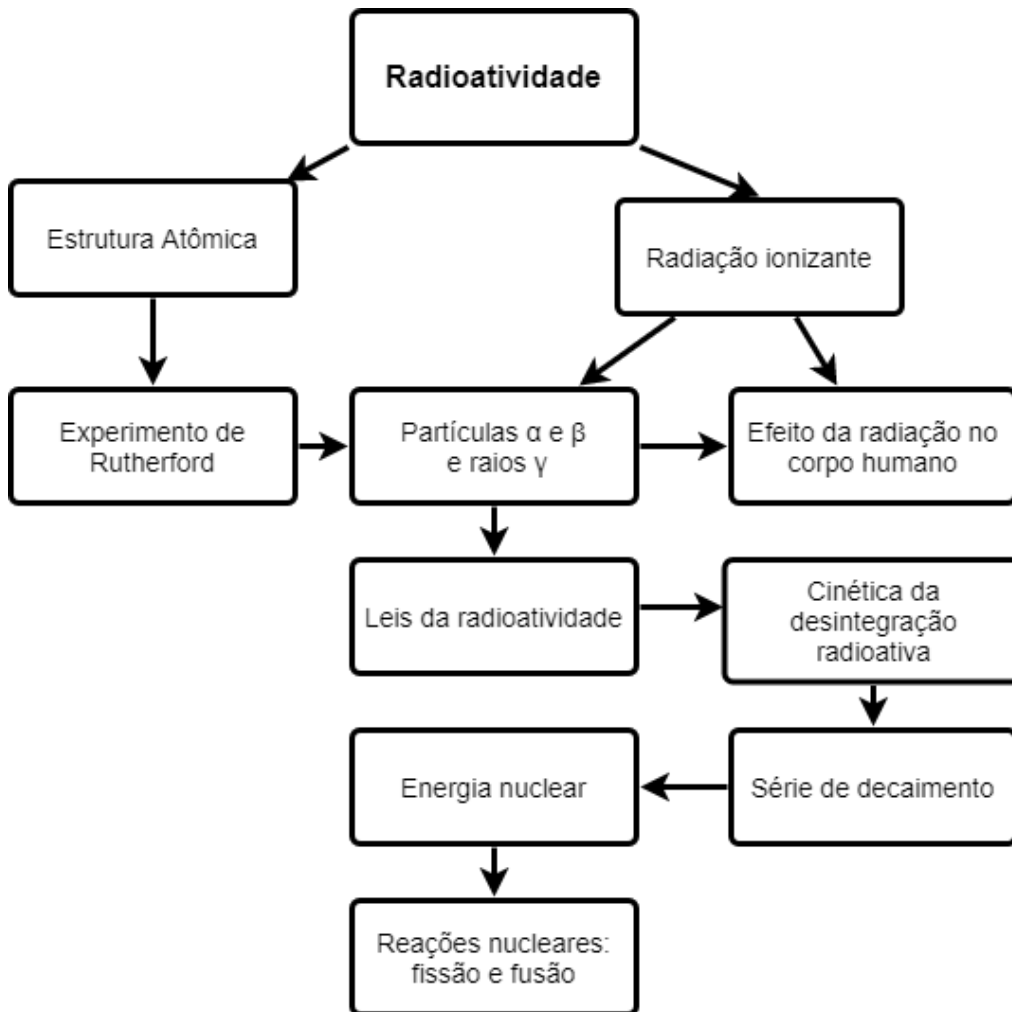 Radioatividade
Estrutura Atômica
Radiação ionizante
Experimento de
Rutherford
Partículas α e β
e raios γ
Efeito da radiação no
corpo humano
Leis da radioatividade
Cinética da
desintegração
radioativa
Energia nuclear
Série de decaimento
Reações nucleares:
fissão e fusão